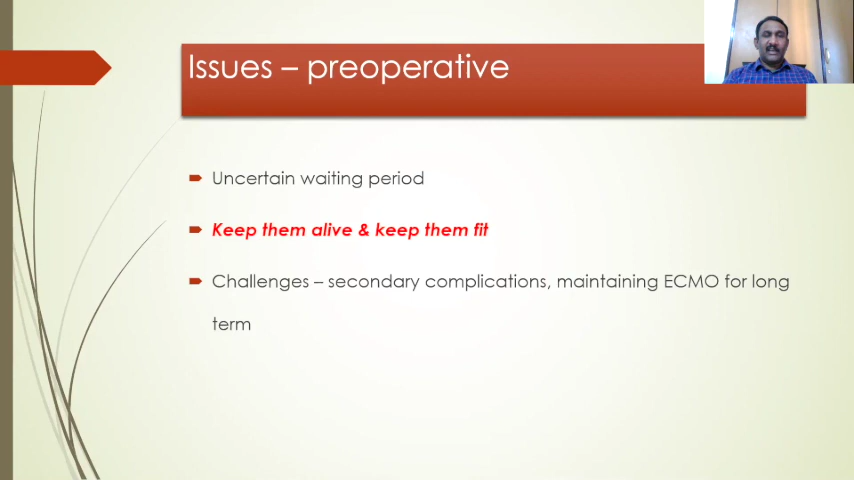 Issues – preoperative
Uncertain waiting period
Keep them alive & keep them fit
Challenges – secondary complications, maintaining ECMO for long
term